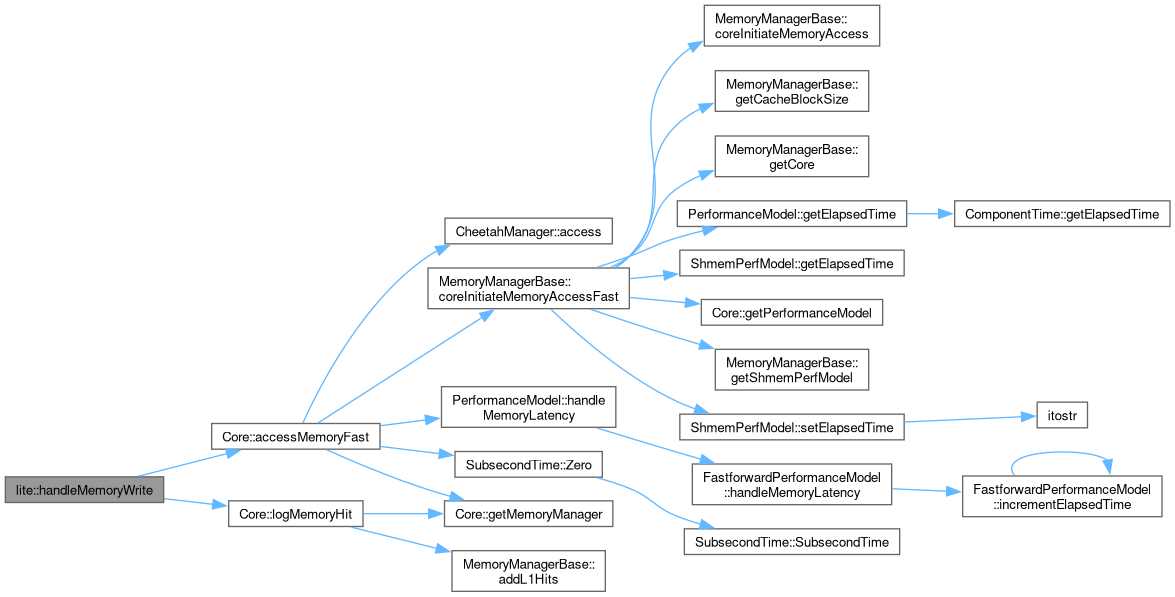 MemoryManagerBase::
coreInitiateMemoryAccess
MemoryManagerBase::
getCacheBlockSize
MemoryManagerBase::
getCore
PerformanceModel::getElapsedTime
ComponentTime::getElapsedTime
CheetahManager::access
ShmemPerfModel::getElapsedTime
MemoryManagerBase::
coreInitiateMemoryAccessFast
Core::getPerformanceModel
MemoryManagerBase::
getShmemPerfModel
PerformanceModel::handle
MemoryLatency
ShmemPerfModel::setElapsedTime
itostr
Core::accessMemoryFast
SubsecondTime::Zero
FastforwardPerformanceModel
::handleMemoryLatency
FastforwardPerformanceModel
::incrementElapsedTime
lite::handleMemoryWrite
Core::logMemoryHit
Core::getMemoryManager
SubsecondTime::SubsecondTime
MemoryManagerBase::
addL1Hits